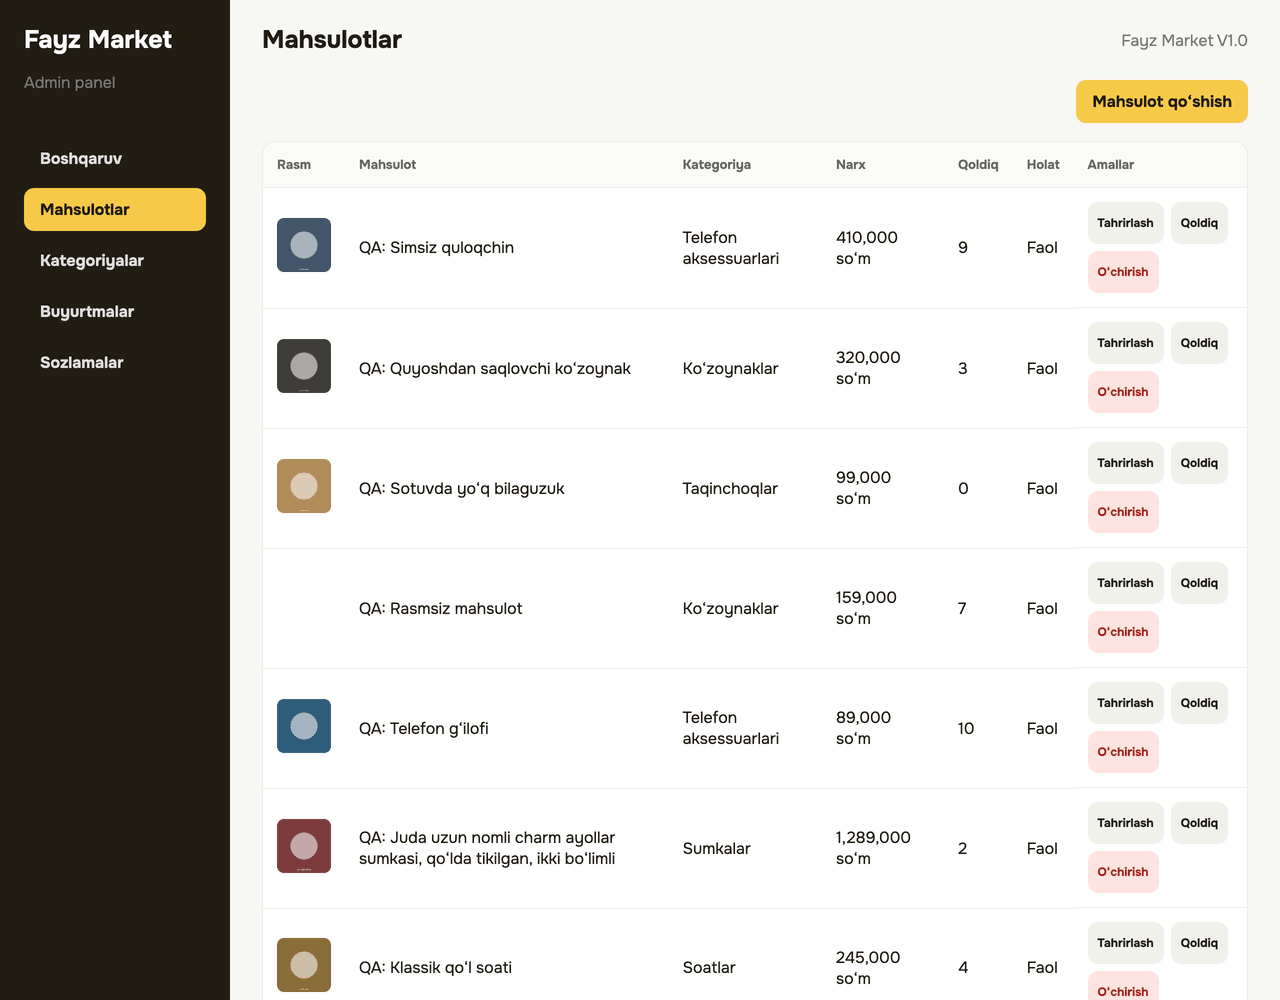 Fayz Market
Admin panel
Boshqaruv
Mahsulotlar
Kategoriyalar
Buyurtmalar
Sozlamalar
Mahsulotlar
Fayz Market V1.0
Mahsulot qo‘shish
Rasm Mahsulot Kategoriya Narx Qoldiq Holat Amallar
QA: Simsiz quloqchin
Telefon
aksessuarlari
410,000
so‘m
9
Faol
Tahrirlash Qoldiq
O‘chirish
QA: Quyoshdan saqlovchi ko‘zoynak
Ko‘zoynaklar
320,000
so‘m
3
Faol
Tahrirlash Qoldiq
O‘chirish
QA: Sotuvda yo‘q bilaguzuk
Taqinchoqlar
99,000
so‘m
0
Faol
Tahrirlash Qoldiq
O‘chirish
QA: Rasmsiz mahsulot
Ko‘zoynaklar
159,000
so‘m
7
Faol
Tahrirlash Qoldiq
O‘chirish
QA: Telefon g‘ilofi
Telefon
aksessuarlari
89,000
so‘m
10
Faol
Tahrirlash Qoldiq
O‘chirish
QA: Juda uzun nomli charm ayollar
sumkasi, qo‘lda tikilgan, ikki bo‘limli
Sumkalar
1,289,000
so‘m
2
Faol
Tahrirlash Qoldiq
O‘chirish
QA: Klassik qo‘l soati
Soatlar
245,000
so‘m
4
Faol
Tahrirlash Qoldiq
O‘chirish